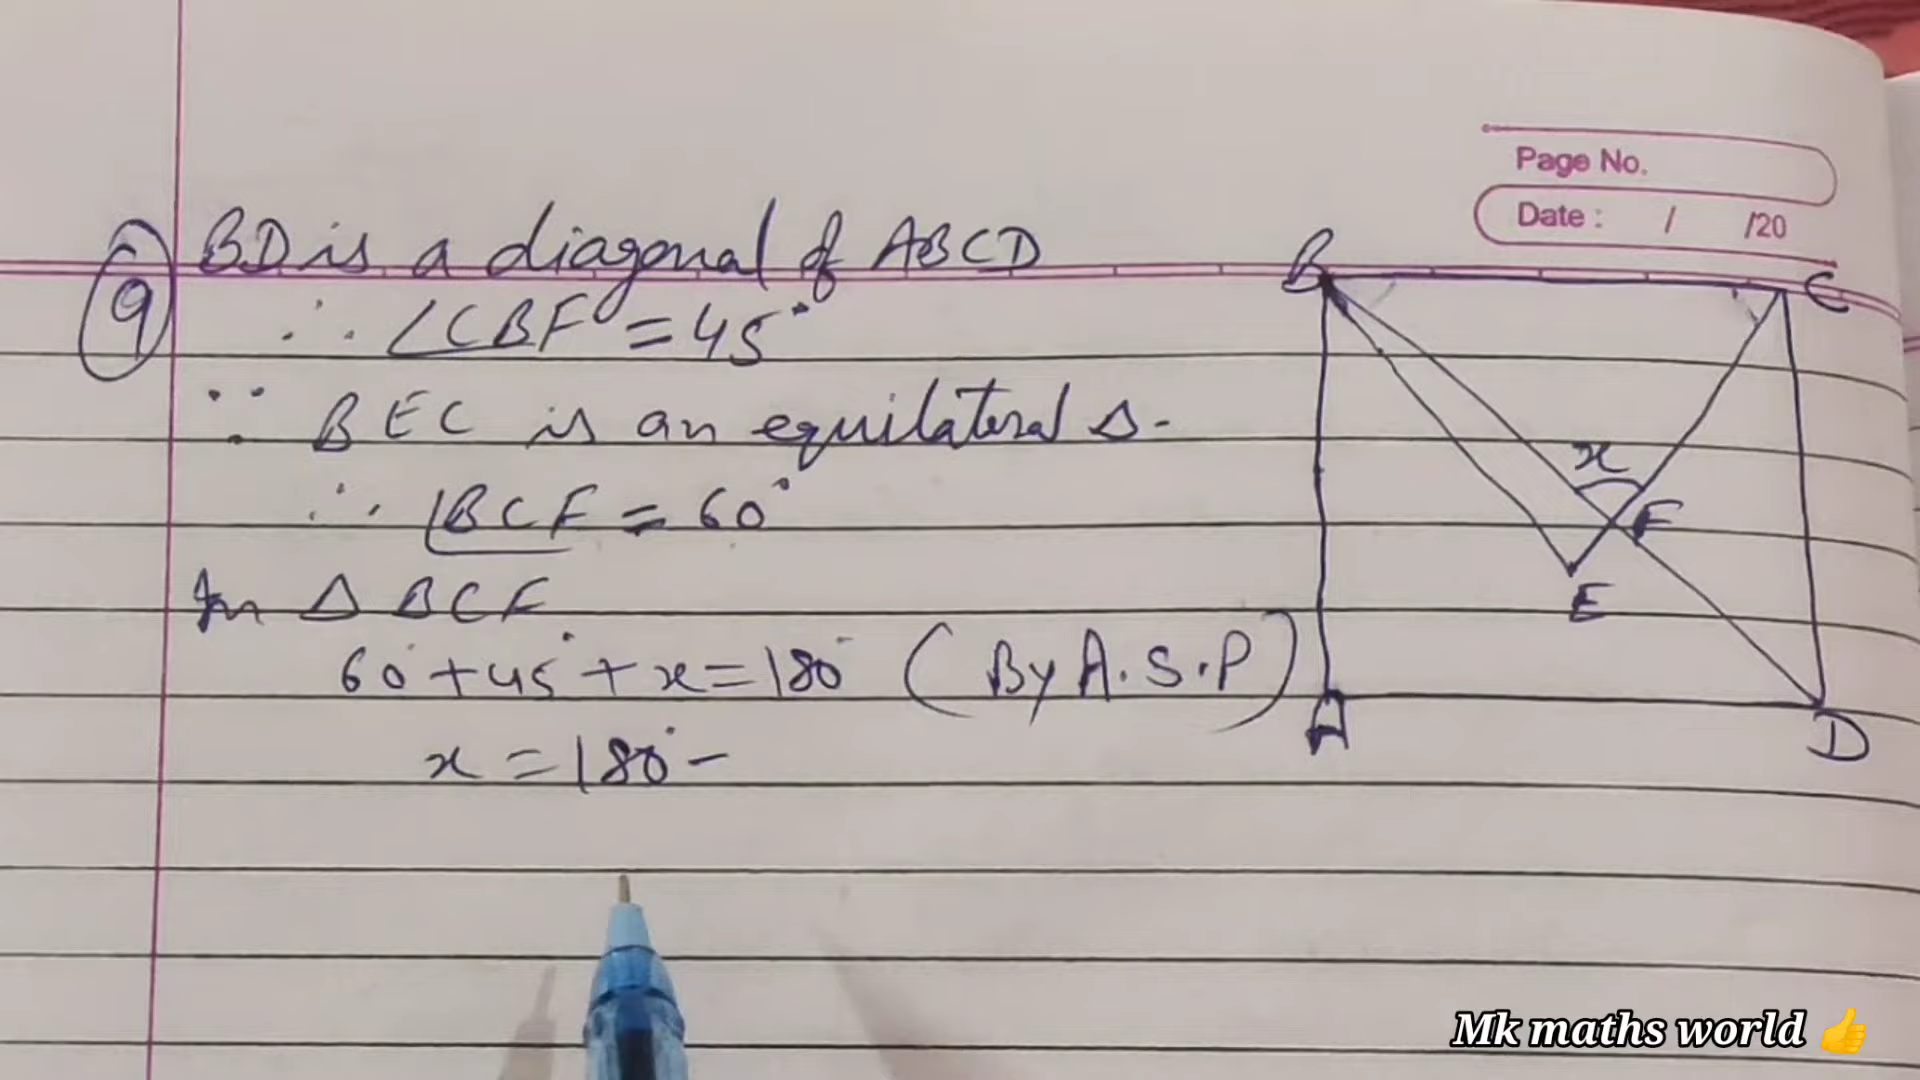 Page No.
Date : / /20
9 BD is a diagonal of ABCD
∴ ∠CBF = 45°
∵ BEC is an equilateral Δ.
∴ ∠BCF = 60°
In Δ BCF
60° + 45° + x = 180° (By A.S.P)
x = 180° -
B C
x
F
E
A D
Mk maths world 👍